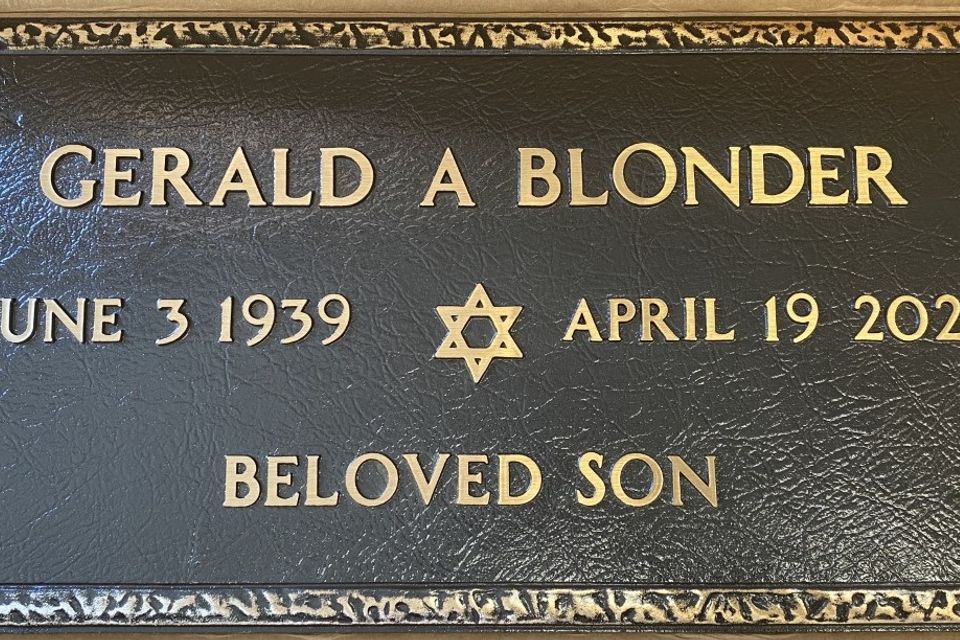 GERALD A BLONDER
UNE 3 1939 APRIL 19 202
BELOVED SON